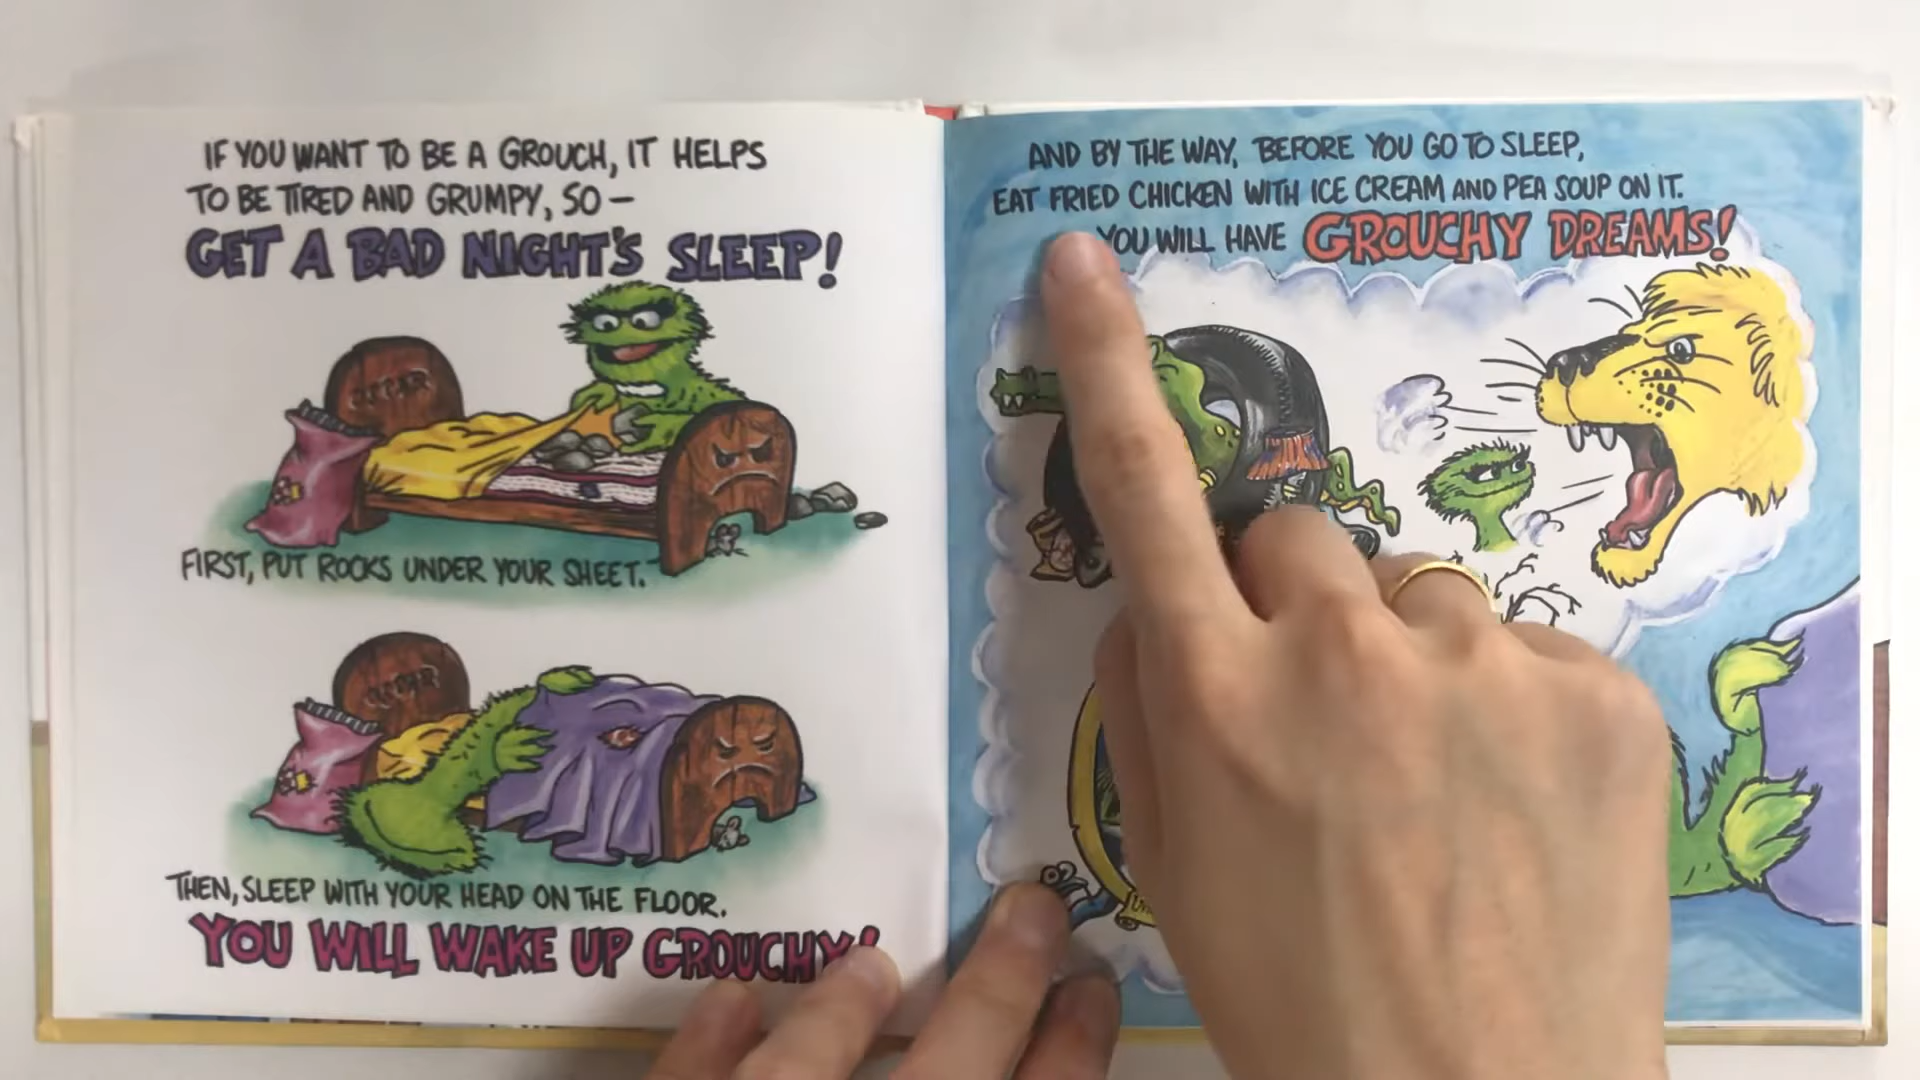 IF YOU WANT TO BE A GROUCH, IT HELPS
TO BE TIRED AND GRUMPY, SO —
GET A BAD NIGHT'S SLEEP!
OSCAR
FIRST, PUT ROCKS UNDER YOUR SHEET.
OSCAR
THEN, SLEEP WITH YOUR HEAD ON THE FLOOR.
YOU WILL WAKE UP GROUCHY!
AND BY THE WAY, BEFORE YOU GO TO SLEEP,
EAT FRIED CHICKEN WITH ICE CREAM AND PEA SOUP ON IT.
YOU WILL HAVE GROUCHY DREAMS!